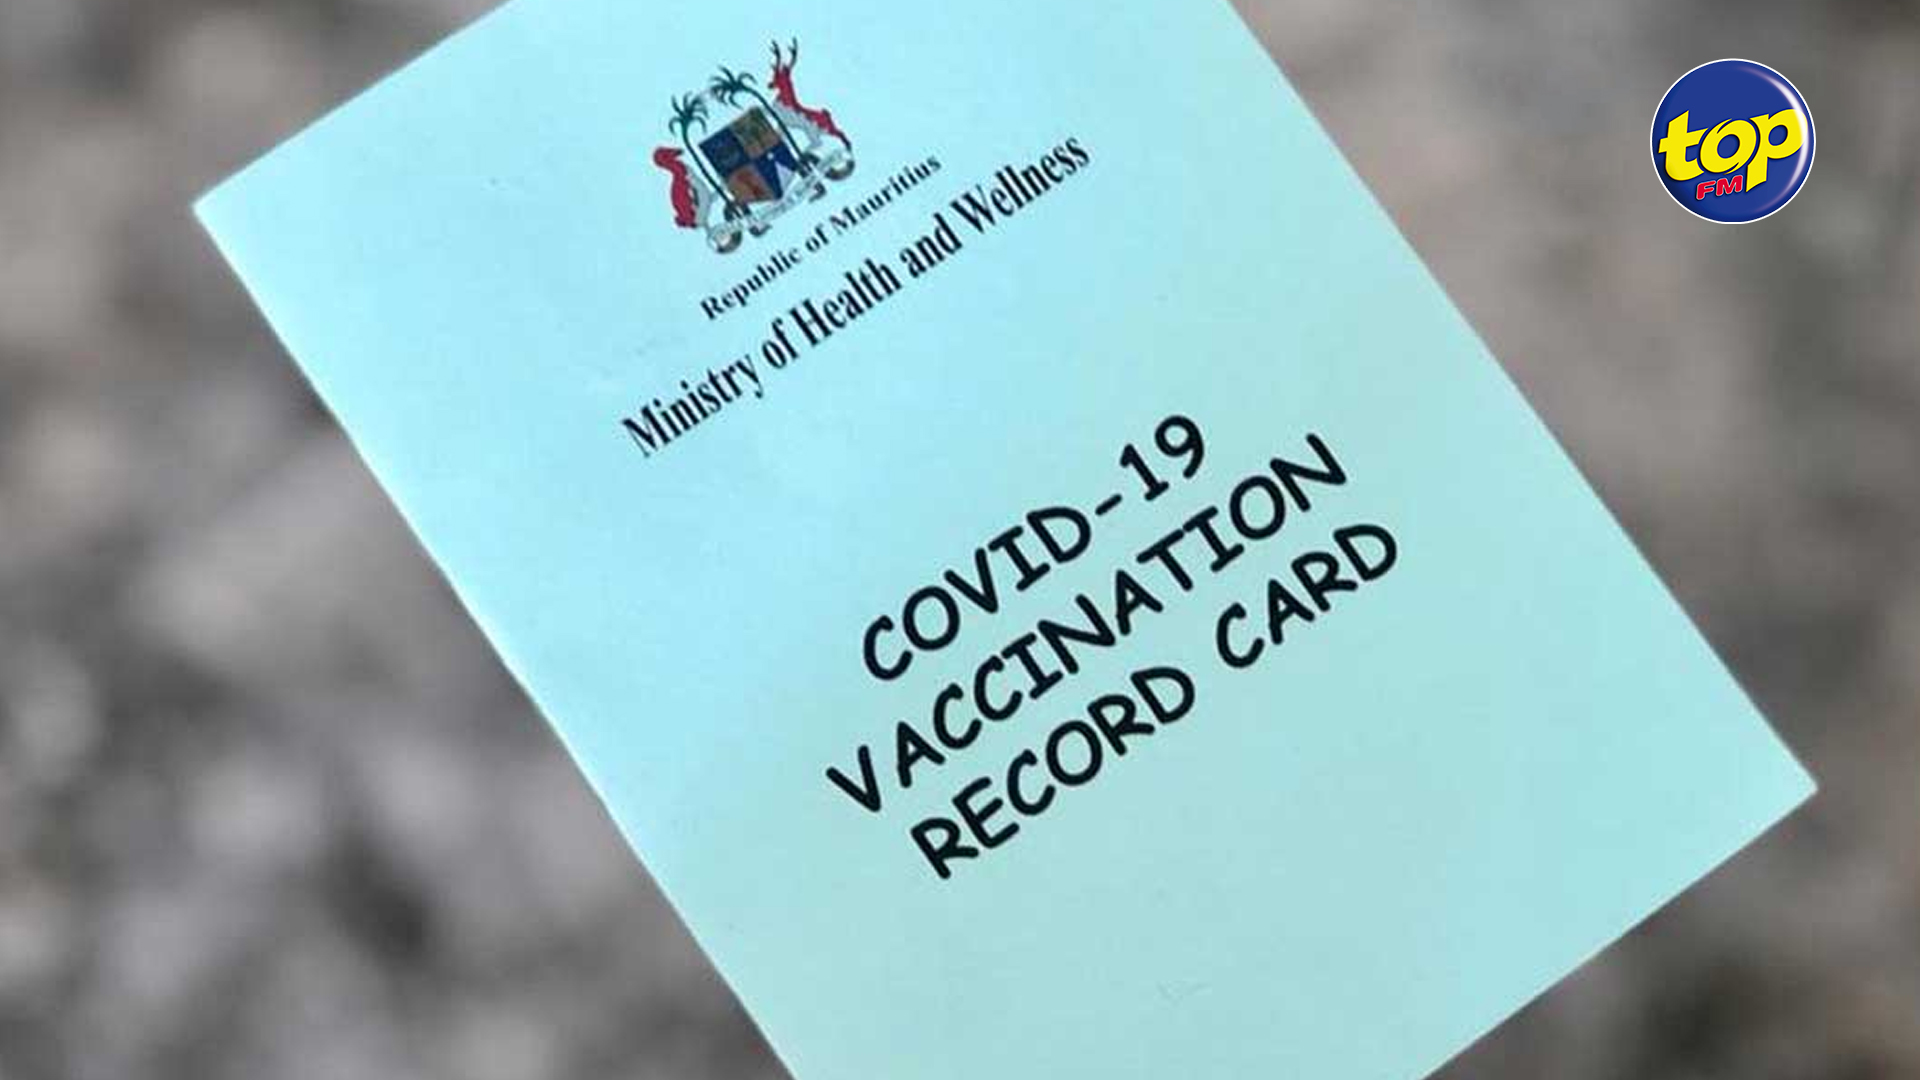 Republic of Mauritius
Ministry of Health and Wellness
COVID-19
VACCINATION
RECORD CARD
top
FM